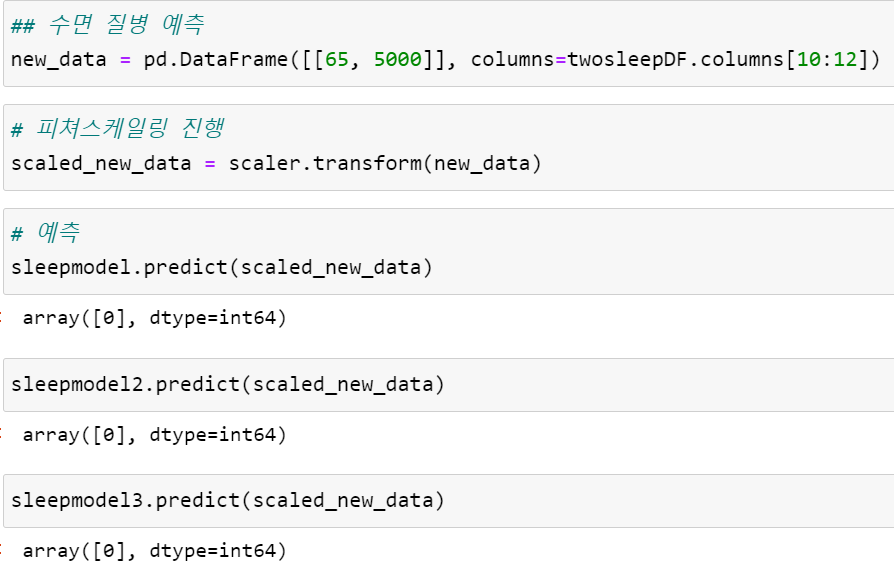 ## 수면 질병 예측
new_data = pd.DataFrame([[65, 5000]], columns=twosleepDF.columns[10:12])
# 피쳐스케일링 진행
scaled_new_data = scaler.transform(new_data)
# 예측
sleepmodel.predict(scaled_new_data)
array([0], dtype=int64)
sleepmodel2.predict(scaled_new_data)
array([0], dtype=int64)
sleepmodel3.predict(scaled_new_data)
array([0], dtype=int64)